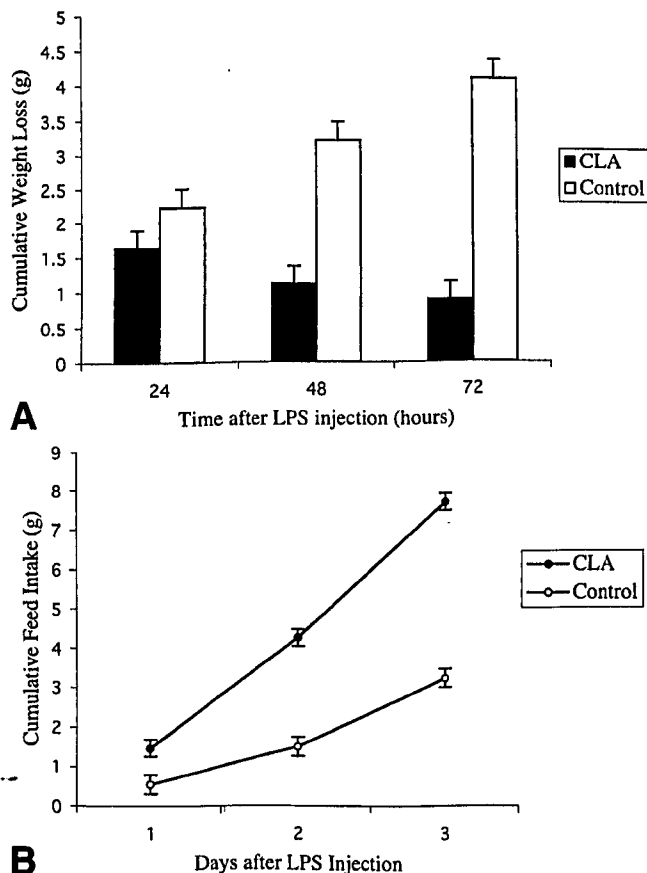 Cumulative Weight Loss (g)
5
4.5
4
3.5
3
2.5
2
1.5
1
0.5
0
24
48
72
Time after LPS injection (hours)
CLA
Control
A
Cumulative Feed Intake (g)
9
8
7
6
5
4
3
2
1
0
1
2
3
Days after LPS Injection
CLA
Control
B